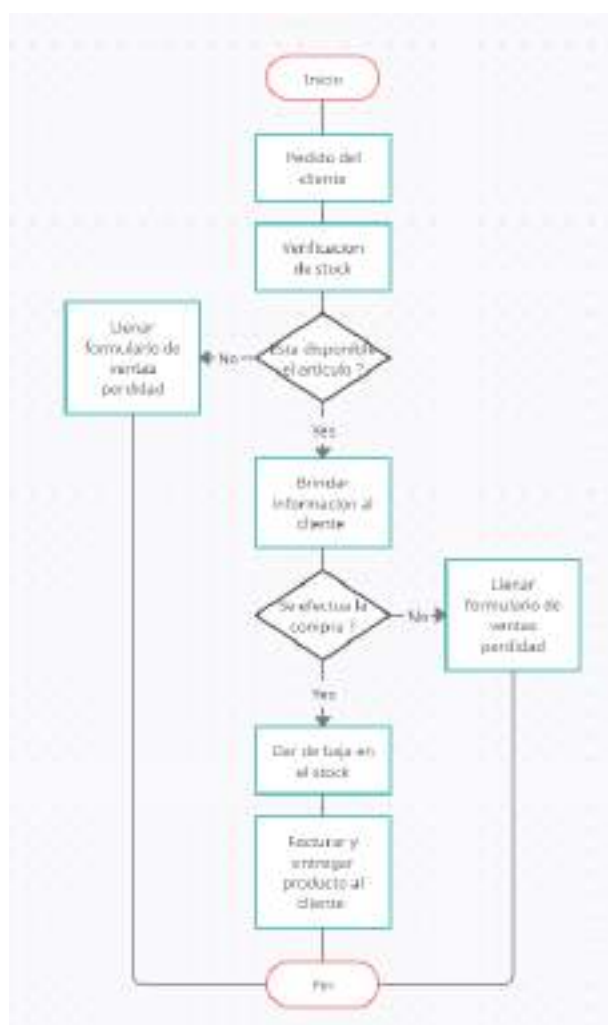 Inicio
Pedido del
cliente
Verificacion
de stock
Esta disponible
el articulo ?
No
Llenar
formulario de
ventas
perdidad
Yes
Brindar
informacion al
cliente
Se efectua la
compra ?
No
Llenar
formulario de
ventas
perdidad
Yes
Dar de baja en
el stock
Facturar y
entregar
producto al
cliente
Fin